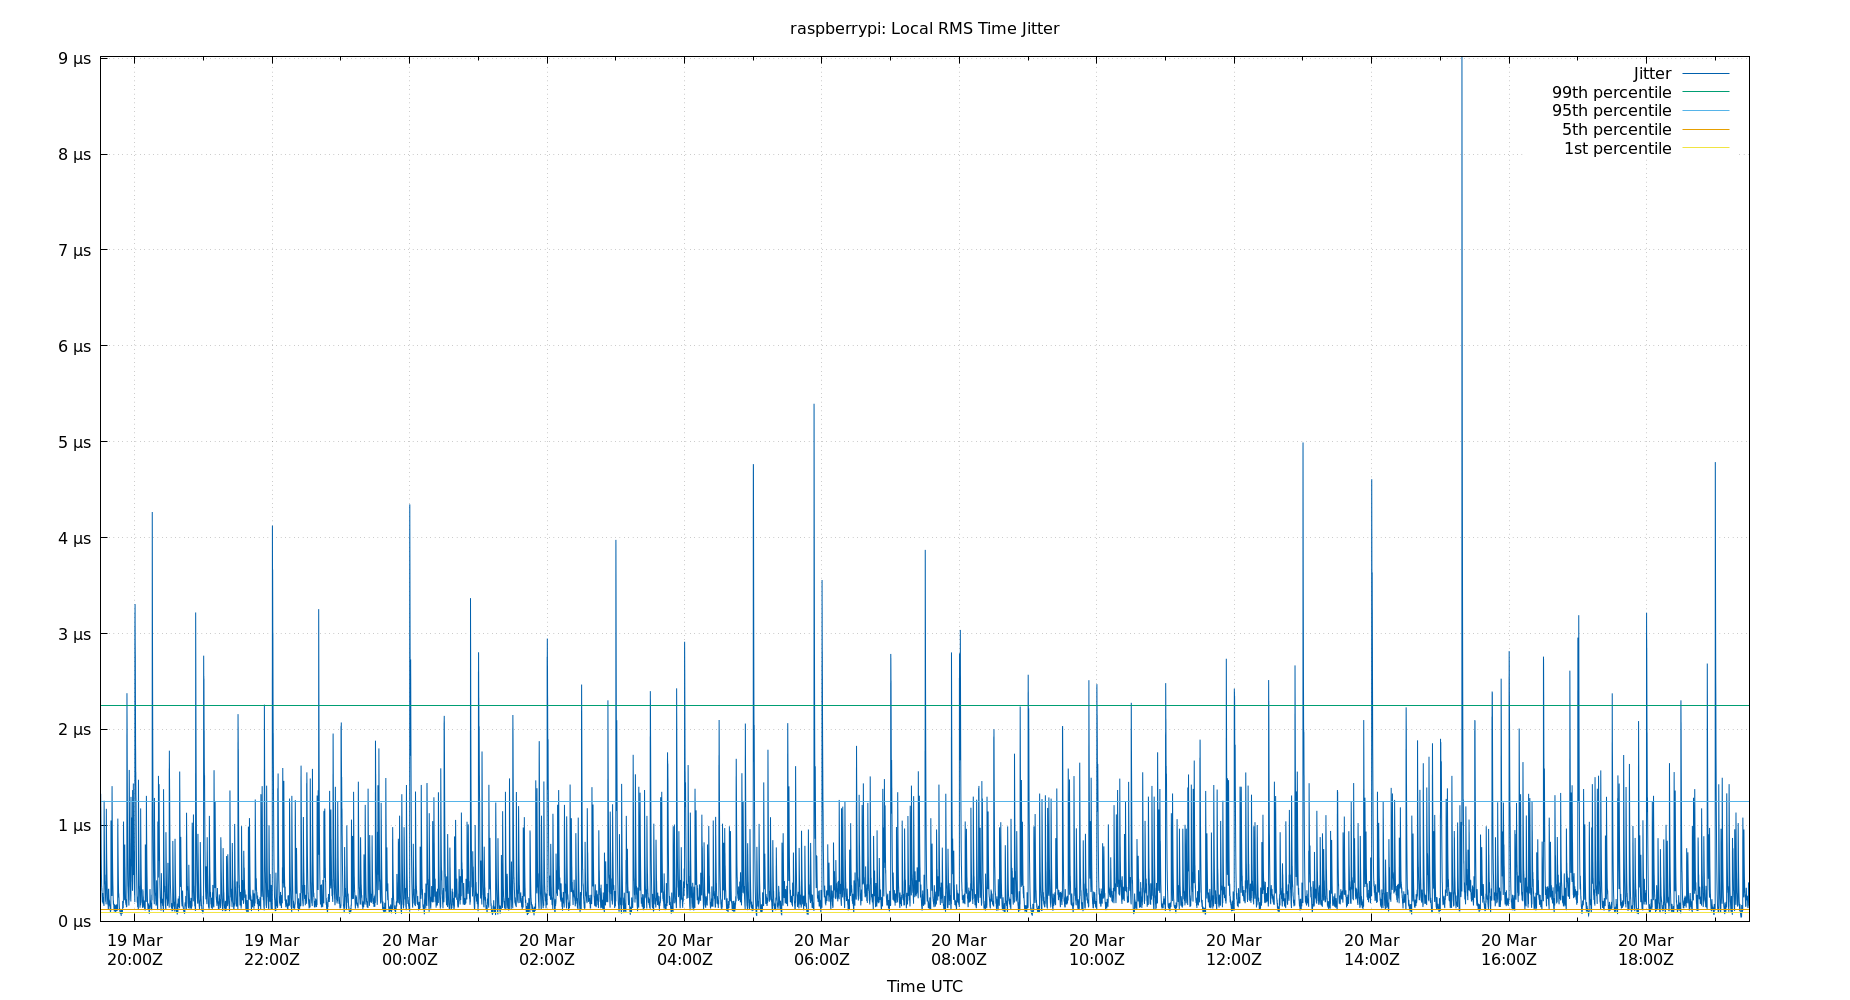 raspberrypi: Local RMS Time Jitter
9 µs
8 µs
7 µs
6 µs
5 µs
4 µs
3 µs
2 µs
1 µs
0 µs
Jitter
99th percentile
95th percentile
5th percentile
1st percentile
19 Mar 19 Mar 20 Mar 20 Mar 20 Mar 20 Mar 20 Mar 20 Mar 20 Mar 20 Mar 20 Mar 20 Mar
20:00Z 22:00Z 00:00Z 02:00Z 04:00Z 06:00Z 08:00Z 10:00Z 12:00Z 14:00Z 16:00Z 18:00Z
Time UTC